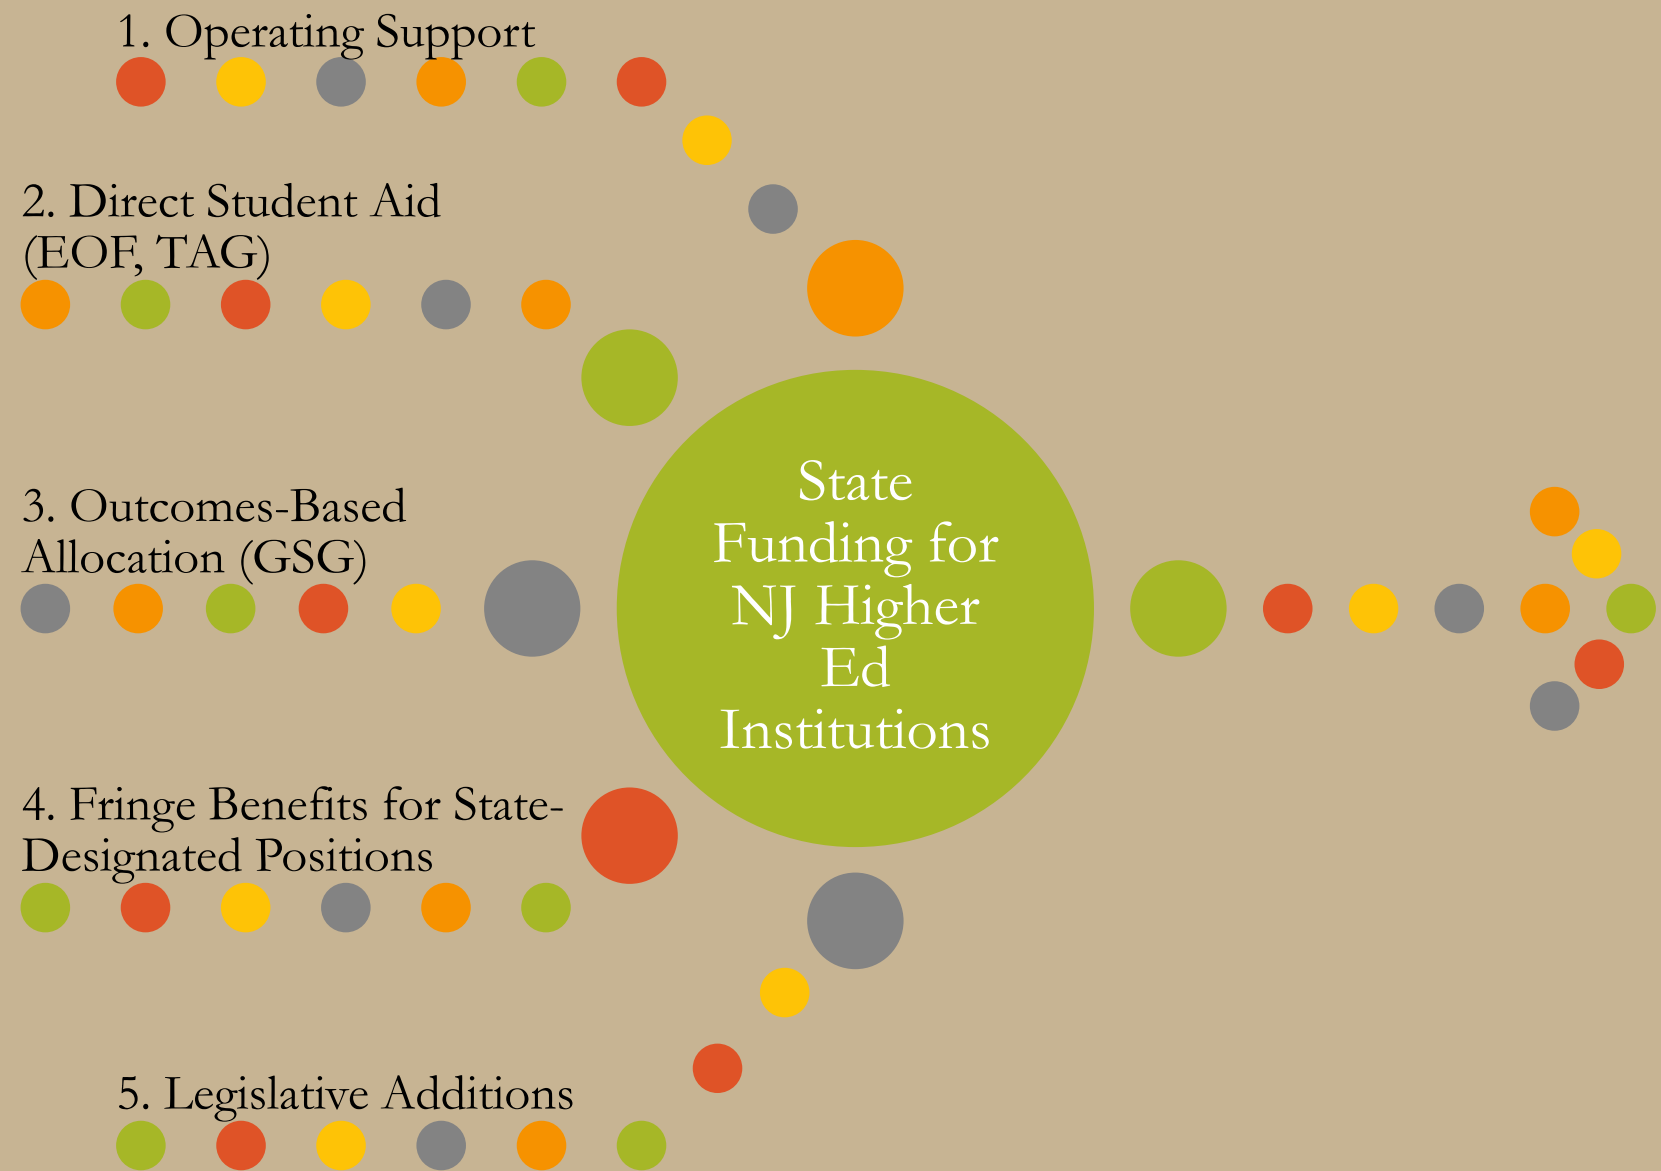 1. Operating Support
2. Direct Student Aid
(EOF, TAG)
3. Outcomes-Based
Allocation (GSG)
State
Funding for
NJ Higher
Ed
Institutions
4. Fringe Benefits for State-
Designated Positions
5. Legislative Additions